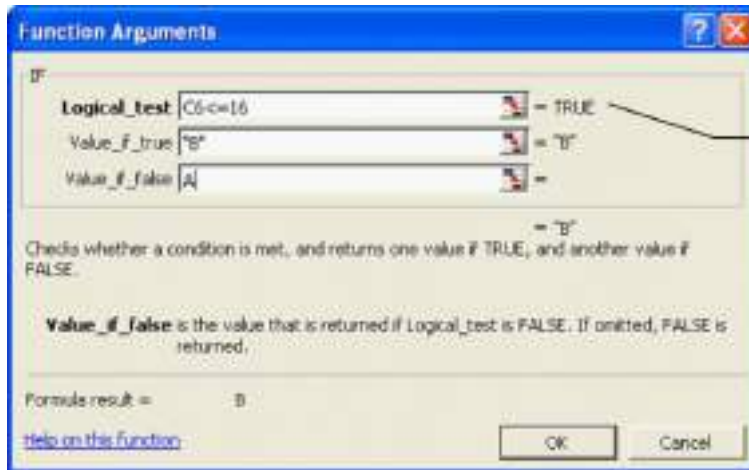 Function Arguments
IF
Logical_test C6<=16 = TRUE
Value_if_true "B" = "B"
Value_if_false A =
= "B"
Checks whether a condition is met, and returns one value if TRUE, and another value if
FALSE.
Value_if_false is the value that is returned if Logical_test is FALSE. If omitted, FALSE is
returned.
Formula result = B
Help on this function
OK Cancel